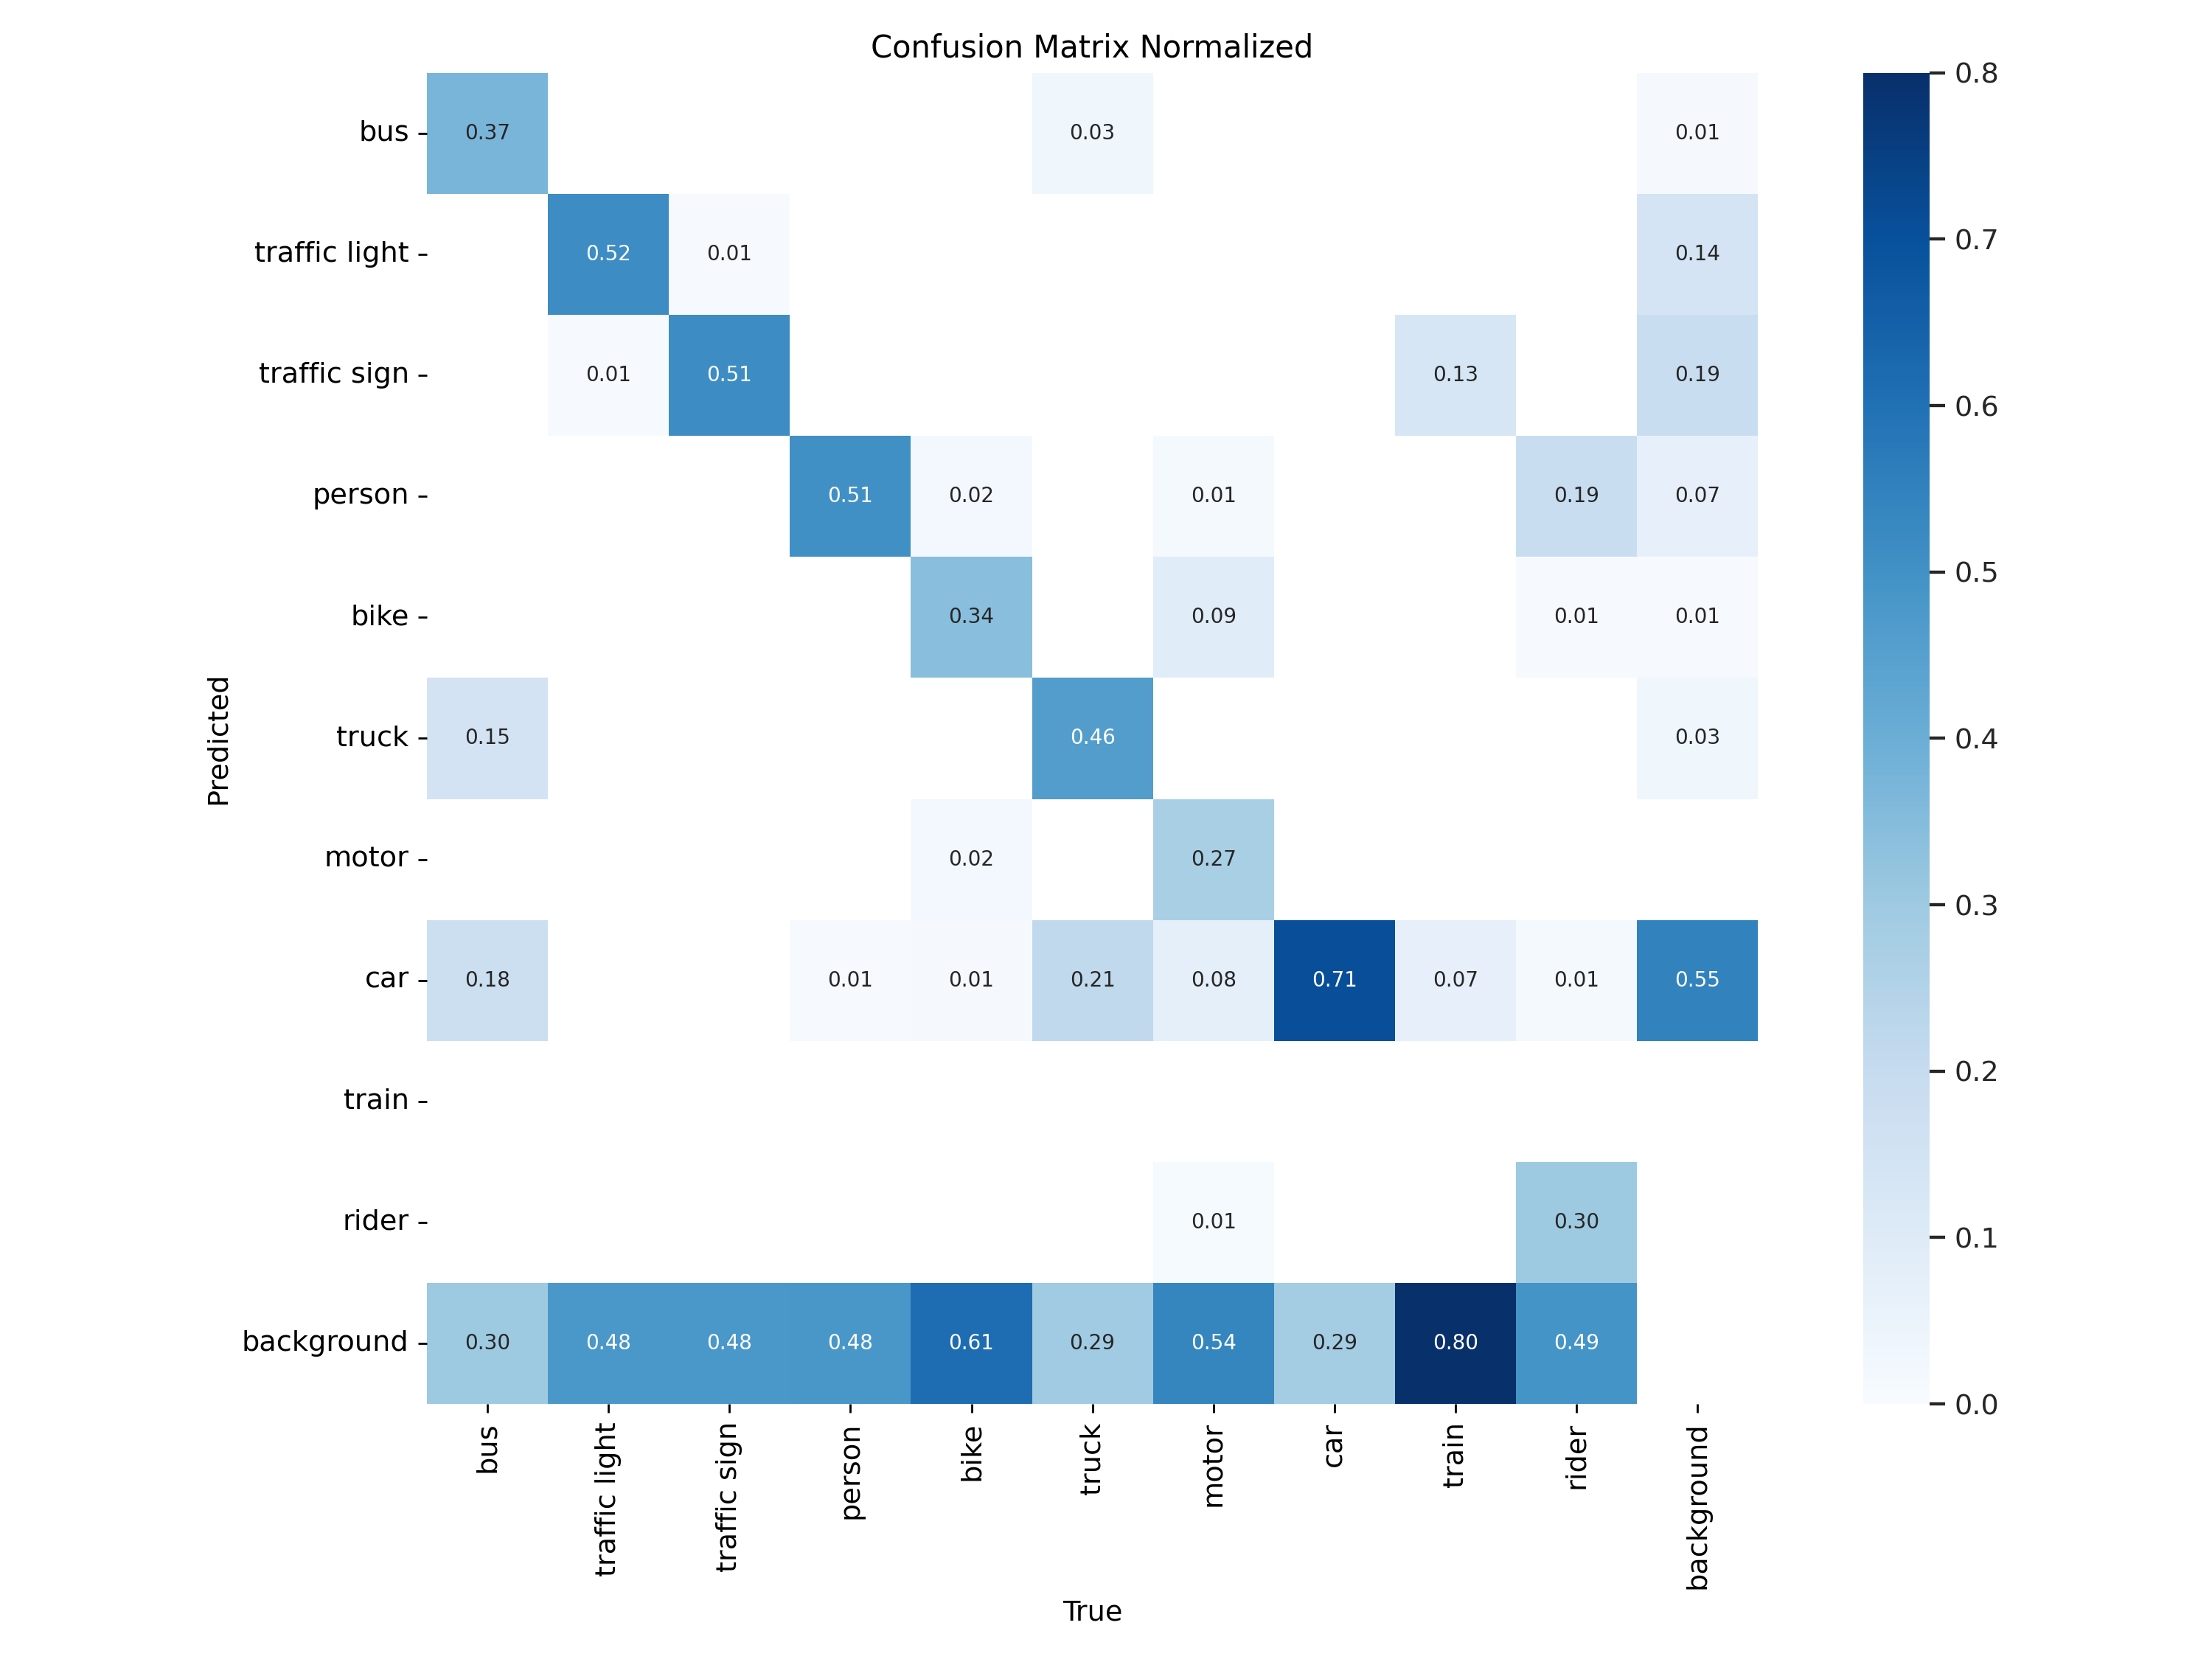 Confusion Matrix Normalized
bus 0.37 0.03 0.01
traffic light 0.52 0.01 0.14
traffic sign 0.01 0.51 0.13 0.19
person 0.51 0.02 0.01 0.19 0.07
bike 0.34 0.09 0.01 0.01
truck 0.15 0.46 0.03
motor 0.02 0.27
car 0.18 0.01 0.01 0.21 0.08 0.71 0.07 0.01 0.55
train
rider 0.01 0.30
background 0.30 0.48 0.48 0.48 0.61 0.29 0.54 0.29 0.80 0.49
Predicted
bus
traffic light
traffic sign
person
bike
truck
motor
car
train
rider
background
True
0.8
0.7
0.6
0.5
0.4
0.3
0.2
0.1
0.0